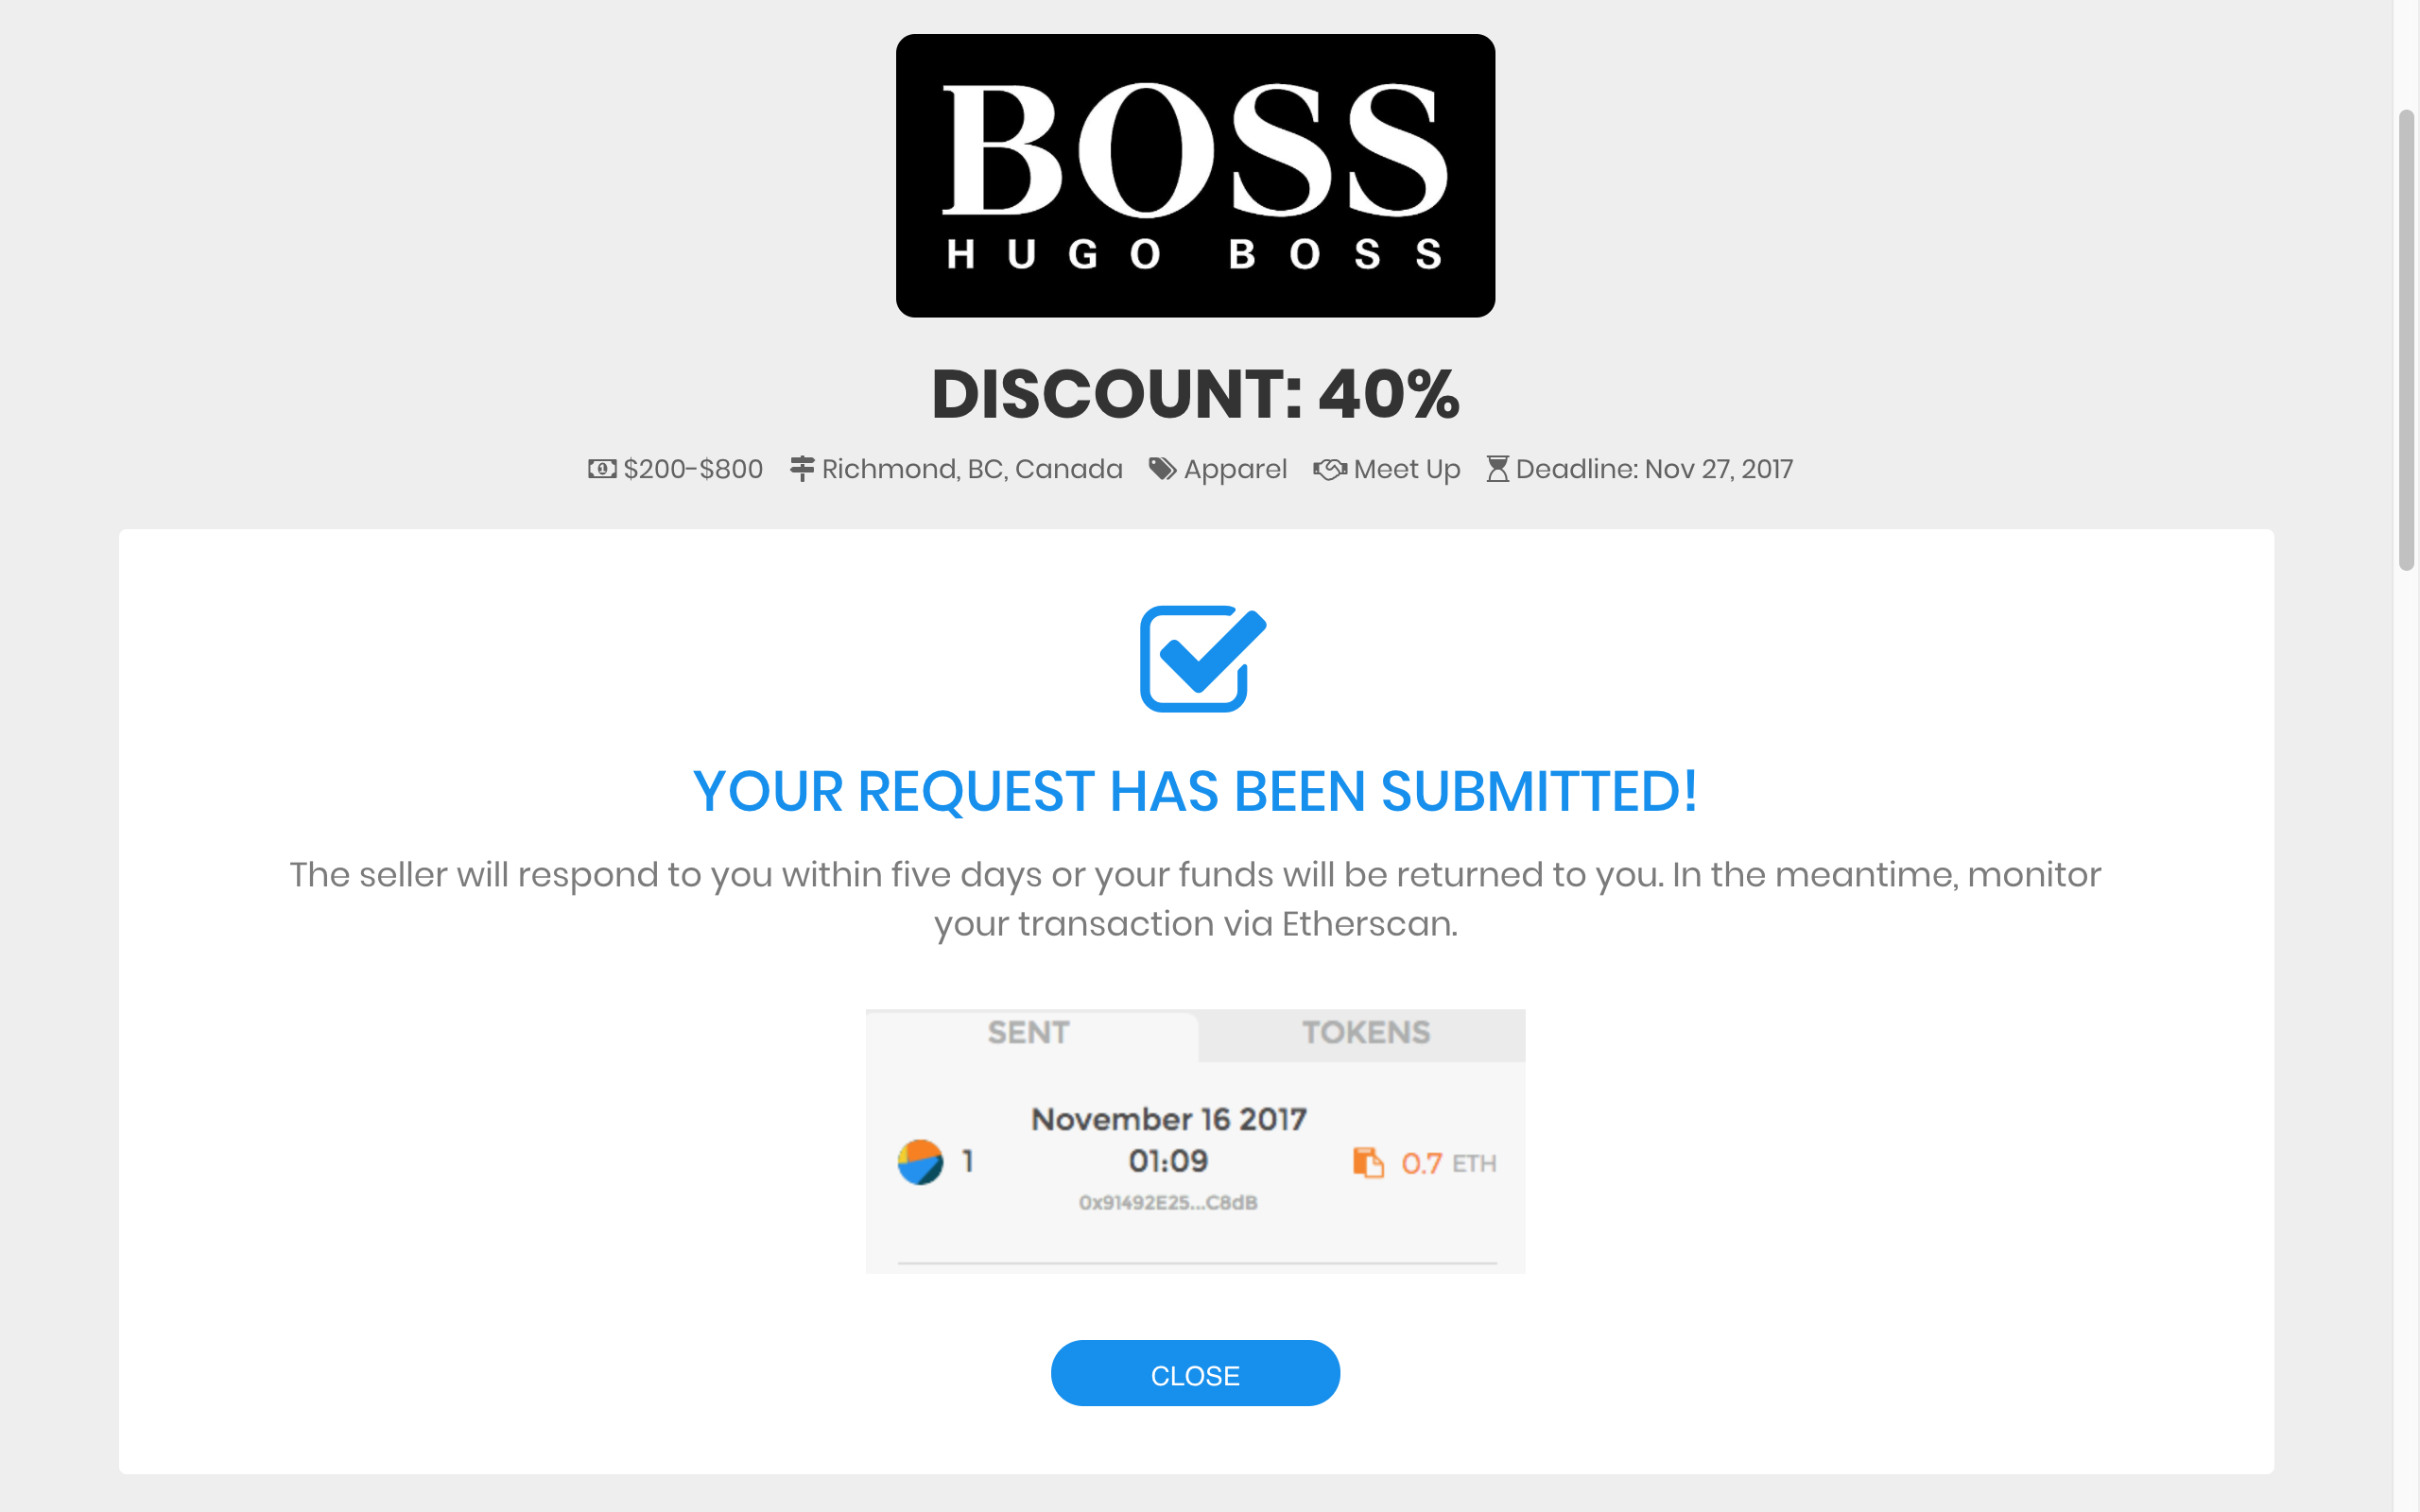 BOSS
HUGO BOSS
DISCOUNT: 40%
$200-$800 Richmond, BC, Canada Apparel Meet Up Deadline: Nov 27, 2017
YOUR REQUEST HAS BEEN SUBMITTED!
The seller will respond to you within five days or your funds will be returned to you. In the meantime, monitor
your transaction via Etherscan.
SENT TOKENS
November 16 2017
1 01:09 0.7 ETH
0x91492E25...C8dB
CLOSE